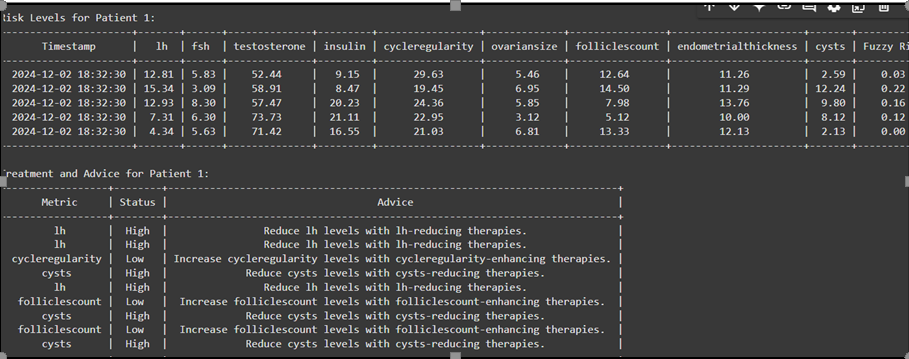 Risk Levels for Patient 1:
Timestamp | lh | fsh | testosterone | insulin | cycleregularity | ovariansize | folliclescount | endometrialthickness | cysts | Fuzzy Ri
2024-12-02 18:32:30 | 12.81 | 5.83 | 52.44 | 9.15 | 29.63 | 5.46 | 12.64 | 11.26 | 2.59 | 0.03
2024-12-02 18:32:30 | 15.34 | 3.09 | 58.91 | 8.47 | 19.45 | 6.95 | 14.50 | 11.29 | 12.24 | 0.22
2024-12-02 18:32:30 | 12.93 | 8.30 | 57.47 | 20.23 | 24.36 | 5.85 | 7.98 | 13.76 | 9.80 | 0.16
2024-12-02 18:32:30 | 7.31 | 6.30 | 73.73 | 21.11 | 22.95 | 3.12 | 5.12 | 10.00 | 8.12 | 0.12
2024-12-02 18:32:30 | 4.34 | 5.63 | 71.42 | 16.55 | 21.03 | 6.81 | 13.33 | 12.13 | 2.13 | 0.00
reatment and Advice for Patient 1:
Metric | Status | Advice |
lh | High | Reduce lh levels with lh-reducing therapies. |
lh | High | Reduce lh levels with lh-reducing therapies. |
cycleregularity | Low | Increase cycleregularity levels with cycleregularity-enhancing therapies. |
cysts | High | Reduce cysts levels with cysts-reducing therapies. |
lh | High | Reduce lh levels with lh-reducing therapies. |
folliclescount | Low | Increase folliclescount levels with folliclescount-enhancing therapies. |
cysts | High | Reduce cysts levels with cysts-reducing therapies. |
folliclescount | Low | Increase folliclescount levels with folliclescount-enhancing therapies. |
cysts | High | Reduce cysts levels with cysts-reducing therapies. |